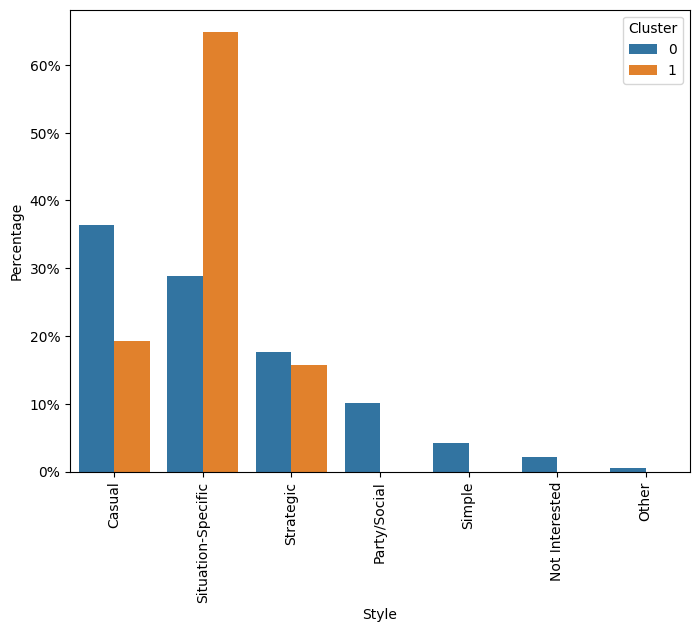 Cluster
0
1
60%
50%
40%
30%
20%
10%
0%
Percentage
Casual
Situation-Specific
Strategic
Party/Social
Simple
Not Interested
Other
Style